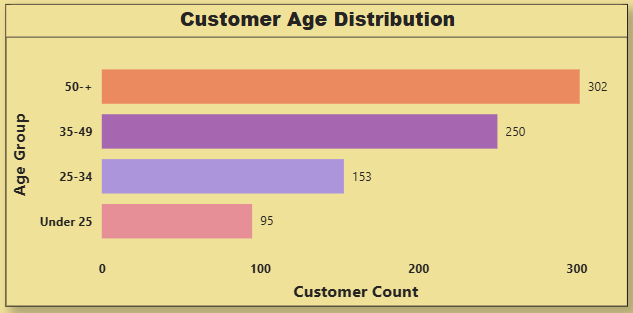 Customer Age Distribution
Age Group
50-+
302
35-49
250
25-34
153
Under 25
95
0 100 200 300
Customer Count